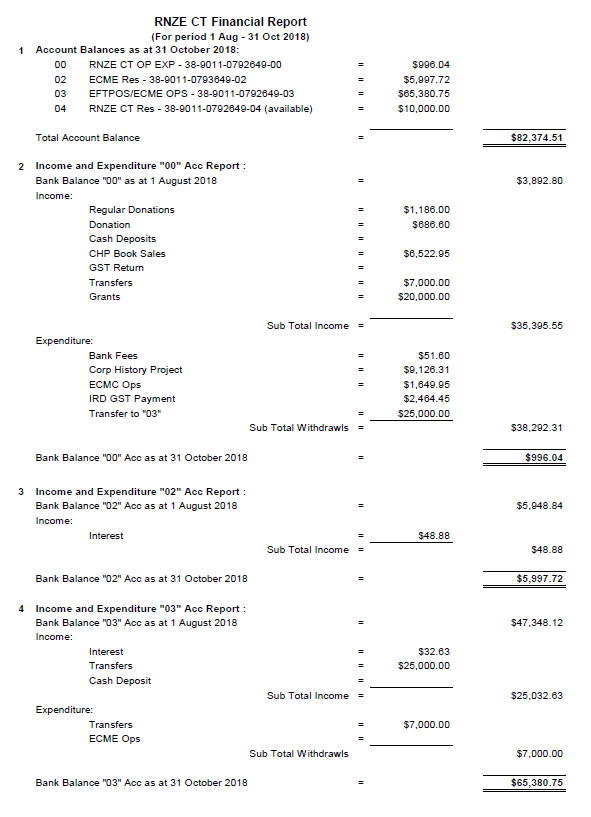 RNZE CT Financial Report
(For period 1 Aug - 31 Oct 2018)
1 Account Balances as at 31 October 2018:
00 RNZE CT OP EXP - 38-9011-0792649-00 = $996.04
02 ECME Res - 38-9011-0793649-02 = $5,997.72
03 EFTPOS/ECME OPS - 38-9011-0792649-03 = $65,380.75
04 RNZE CT Res - 38-9011-0792649-04 (available) = $10,000.00
Total Account Balance = $82,374.51
2 Income and Expenditure "00" Acc Report :
Bank Balance "00" as at 1 August 2018 = $3,892.80
Income:
Regular Donations = $1,186.00
Donation = $686.60
Cash Deposits =
CHP Book Sales = $6,522.95
GST Return =
Transfers = $7,000.00
Grants = $20,000.00
Sub Total Income = $35,395.55
Expenditure:
Bank Fees = $51.60
Corp History Project = $9,126.31
ECMC Ops = $1,649.95
IRD GST Payment $2,464.45
Transfer to "03" = $25,000.00
Sub Total Withdrawls = $38,292.31
Bank Balance "00" Acc as at 31 October 2018 = $996.04
3 Income and Expenditure "02" Acc Report :
Bank Balance "02" Acc as at 1 August 2018 = $5,948.84
Income:
Interest = $48.88
Sub Total Income = $48.88
Bank Balance "02" Acc as at 31 October 2018 = $5,997.72
4 Income and Expenditure "03" Acc Report :
Bank Balance "03" Acc as at 1 August 2018 = $47,348.12
Income:
Interest = $32.63
Transfers = $25,000.00
Cash Deposit =
Sub Total Income = $25,032.63
Expenditure:
Transfers = $7,000.00
ECME Ops =
Sub Total Withdrawls $7,000.00
Bank Balance "03" Acc as at 31 October 2018 = $65,380.75